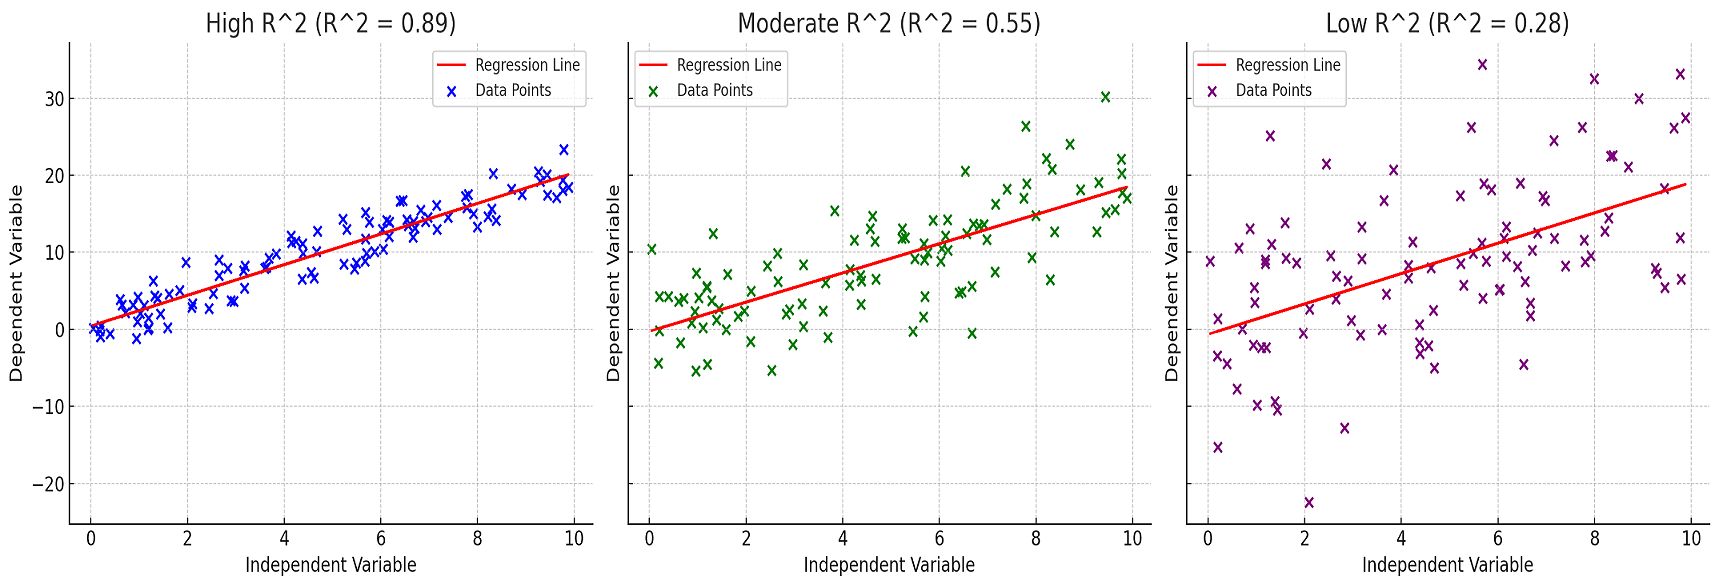 High R^2 (R^2 = 0.89)
Regression Line
Data Points
Dependent Variable
30
20
10
0
−10
−20
0 2 4 6 8 10
Independent Variable
Moderate R^2 (R^2 = 0.55)
Regression Line
Data Points
Dependent Variable
0 2 4 6 8 10
Independent Variable
Low R^2 (R^2 = 0.28)
Regression Line
Data Points
Dependent Variable
0 2 4 6 8 10
Independent Variable